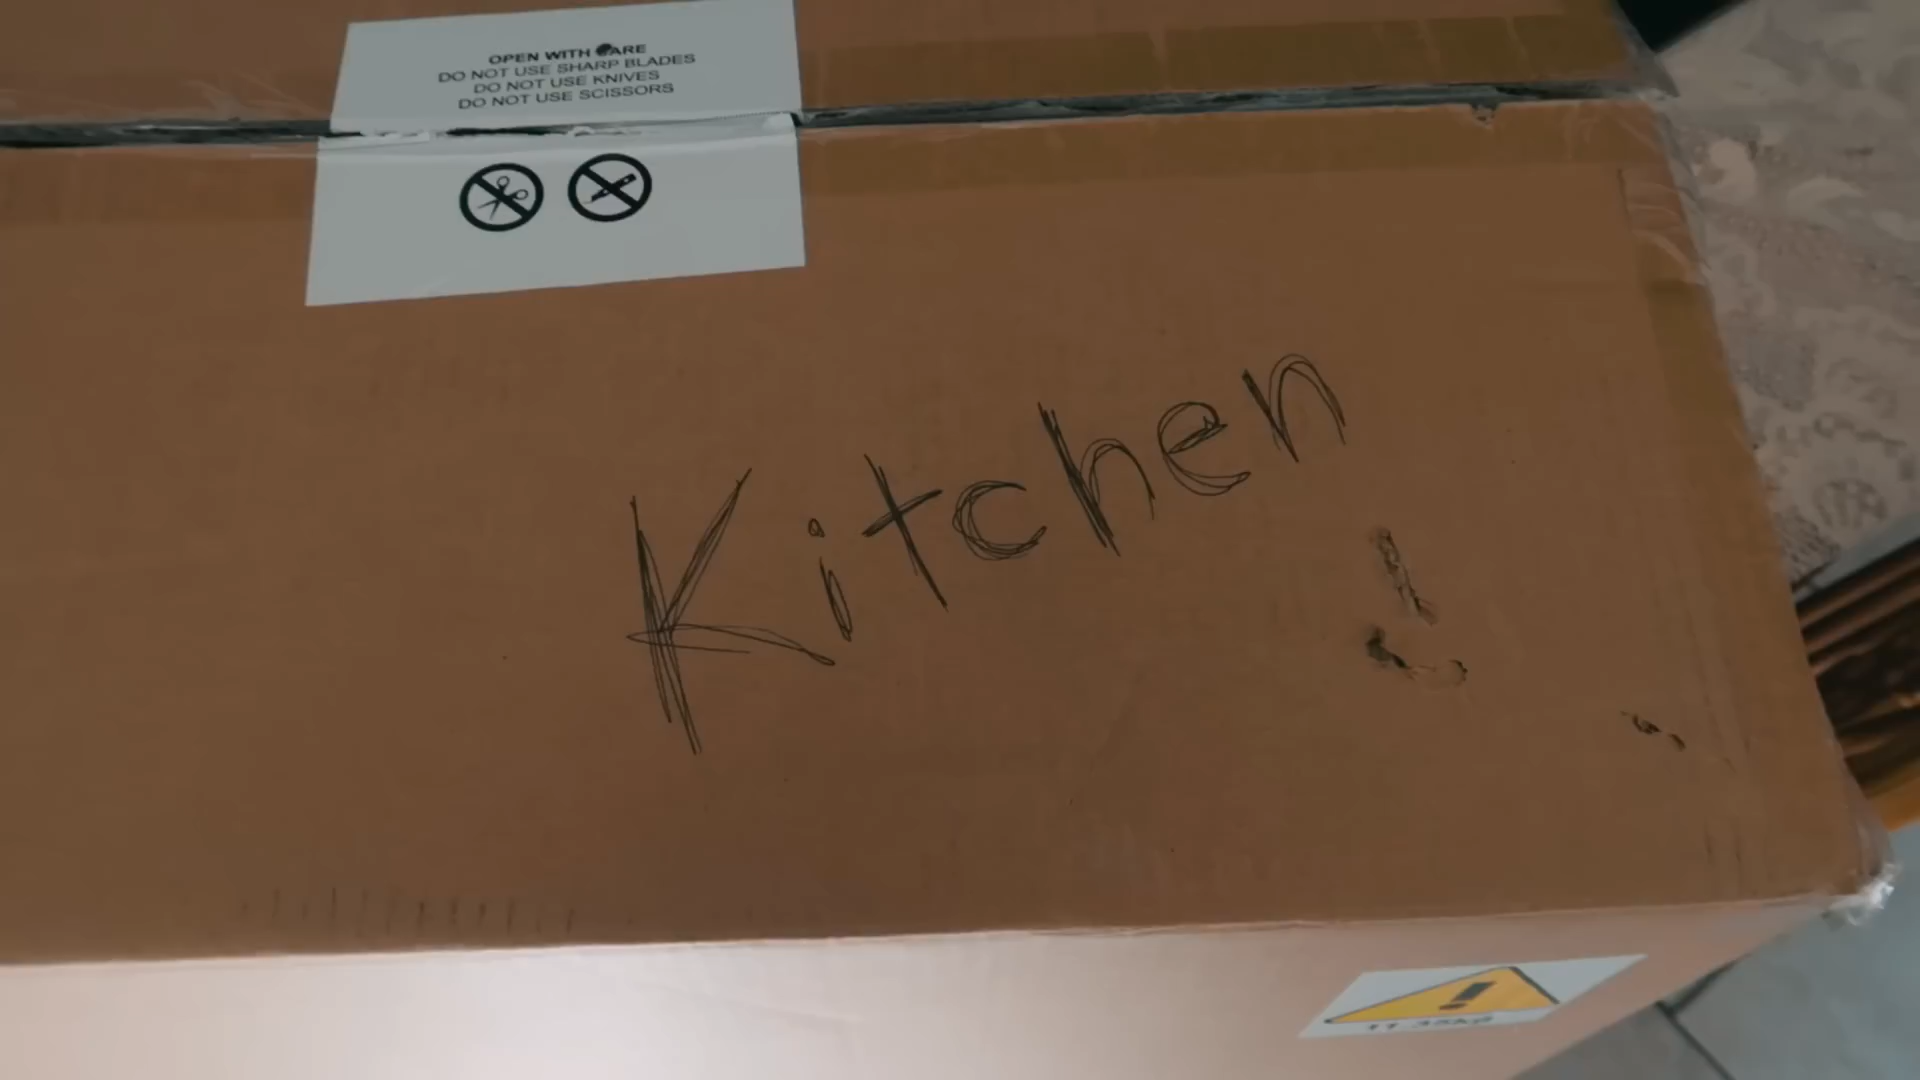 OPEN WITH CARE
DO NOT USE SHARP BLADES
DO NOT USE KNIVES
DO NOT USE SCISSORS
Kitchen